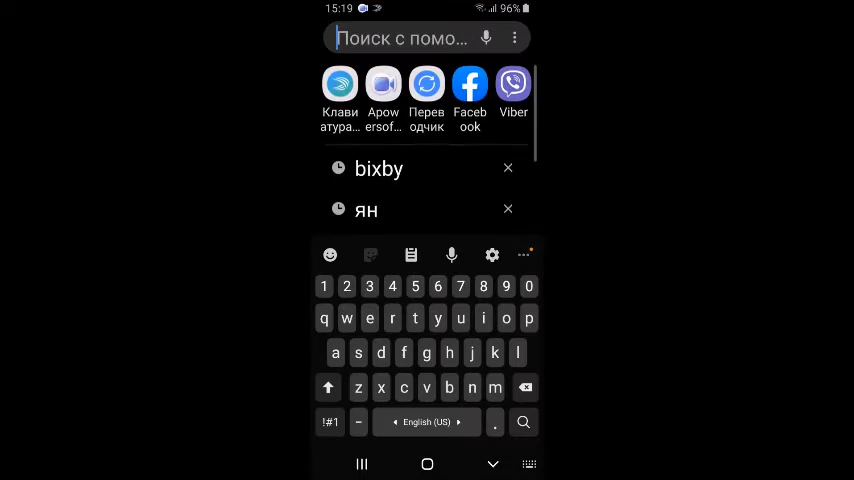 15:19 96%
Поиск с помо...
Клави
атура...
Apow
ersof...
Перев
одчик
Faceb
ook
Viber
bixby
ян
1 2 3 4 5 6 7 8 9 0
q w e r t y u i o p
a s d f g h j k l
z x c v b n m
!#1 - English (US) .